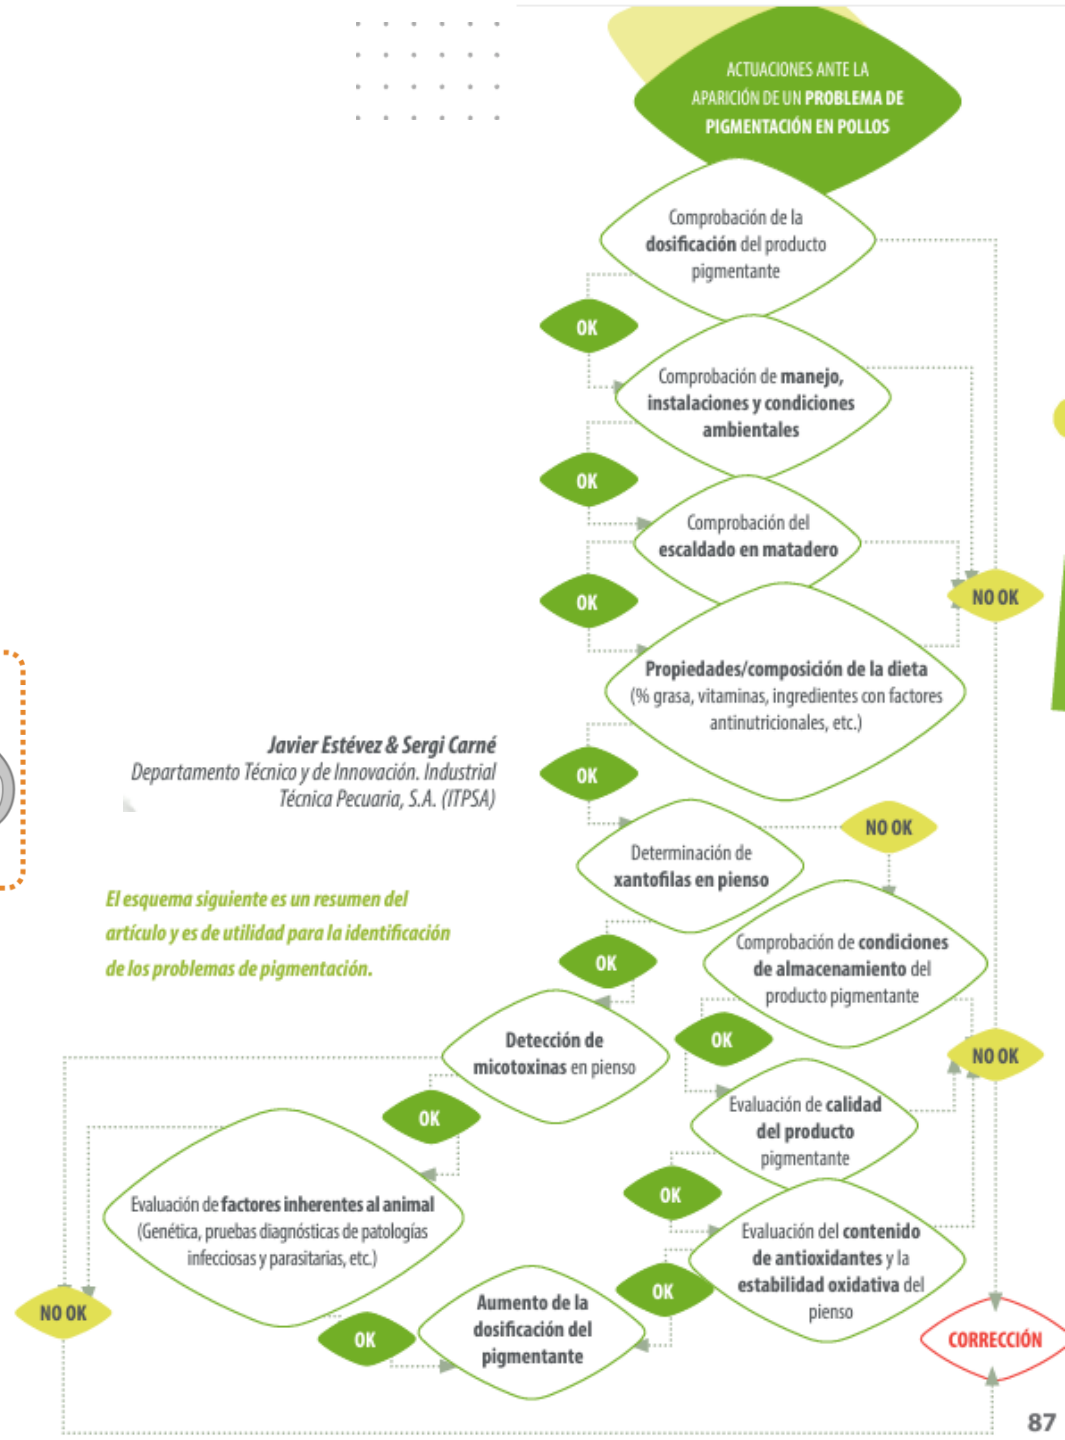 ACTUACIONES ANTE LA
APARICIÓN DE UN PROBLEMA DE
PIGMENTACIÓN EN POLLOS
Comprobación de la
dosificación del producto
pigmentante
OK
Comprobación de manejo,
instalaciones y condiciones
ambientales
OK
Comprobación del
escaldado en matadero
OK
NO OK
Propiedades/composición de la dieta
(% grasa, vitaminas, ingredientes con factores
antinutricionales, etc.)
Javier Estévez & Sergi Carné
Departamento Técnico y de Innovación. Industrial
Técnica Pecuaria, S.A. (ITPSA)
OK
NO OK
Determinación de
xantofilas en pienso
El esquema siguiente es un resumen del
artículo y es de utilidad para la identificación
de los problemas de pigmentación.
OK
Comprobación de condiciones
de almacenamiento del
producto pigmentante
Detección de
micotoxinas en pienso
OK
NO OK
OK
Evaluación de calidad
del producto
pigmentante
OK
Evaluación de factores inherentes al animal
(Genética, pruebas diagnósticas de patologías
infecciosas y parasitarias, etc.)
Evaluación del contenido
de antioxidantes y la
estabilidad oxidativa del
pienso
OK
NO OK
OK
Aumento de la
dosificación del
pigmentante
CORRECCIÓN
87